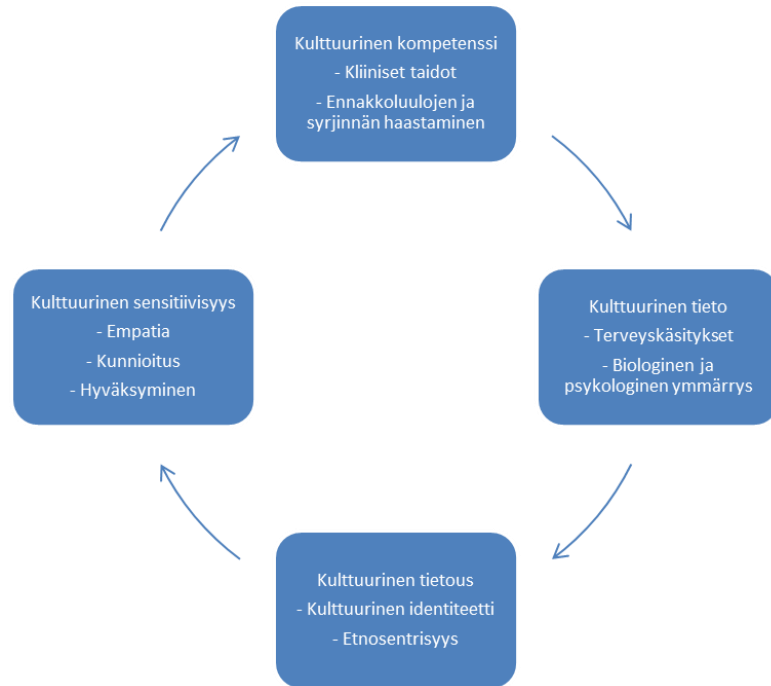 Kulttuurinen kompetenssi
- Kliiniset taidot
- Ennakkoluulojen ja
syrjinnän haastaminen
Kulttuurinen tieto
- Terveyskäsitykset
- Biologinen ja
psykologinen ymmärrys
Kulttuurinen tietous
- Kulttuurinen identiteetti
- Etnosentrisyys
Kulttuurinen sensitiivisyys
- Empatia
- Kunnioitus
- Hyväksyminen